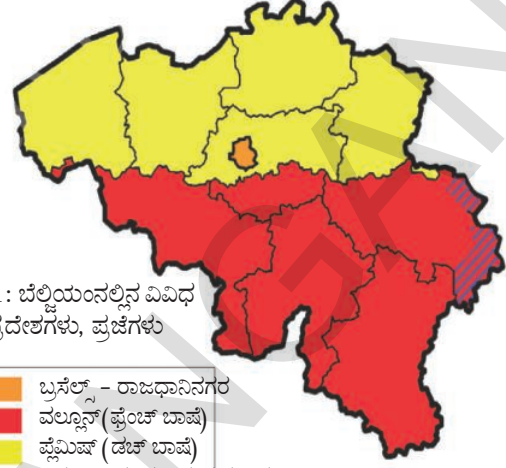 : ಬೆಲ್ಜಿಯಂನಲ್ಲಿನ ವಿವಿಧ
ಪ್ರದೇಶಗಳು, ಪ್ರಜೆಗಳು
ಬ್ರಸೆಲ್ಸ್ – ರಾಜಧಾನಿನಗರ
ವಲ್ಲೂನ್ (ಫ್ರೆಂಚ್ ಬಾಷೆ)
ಫ್ಲೆಮಿಷ್ (ಡಚ್ ಬಾಷೆ)